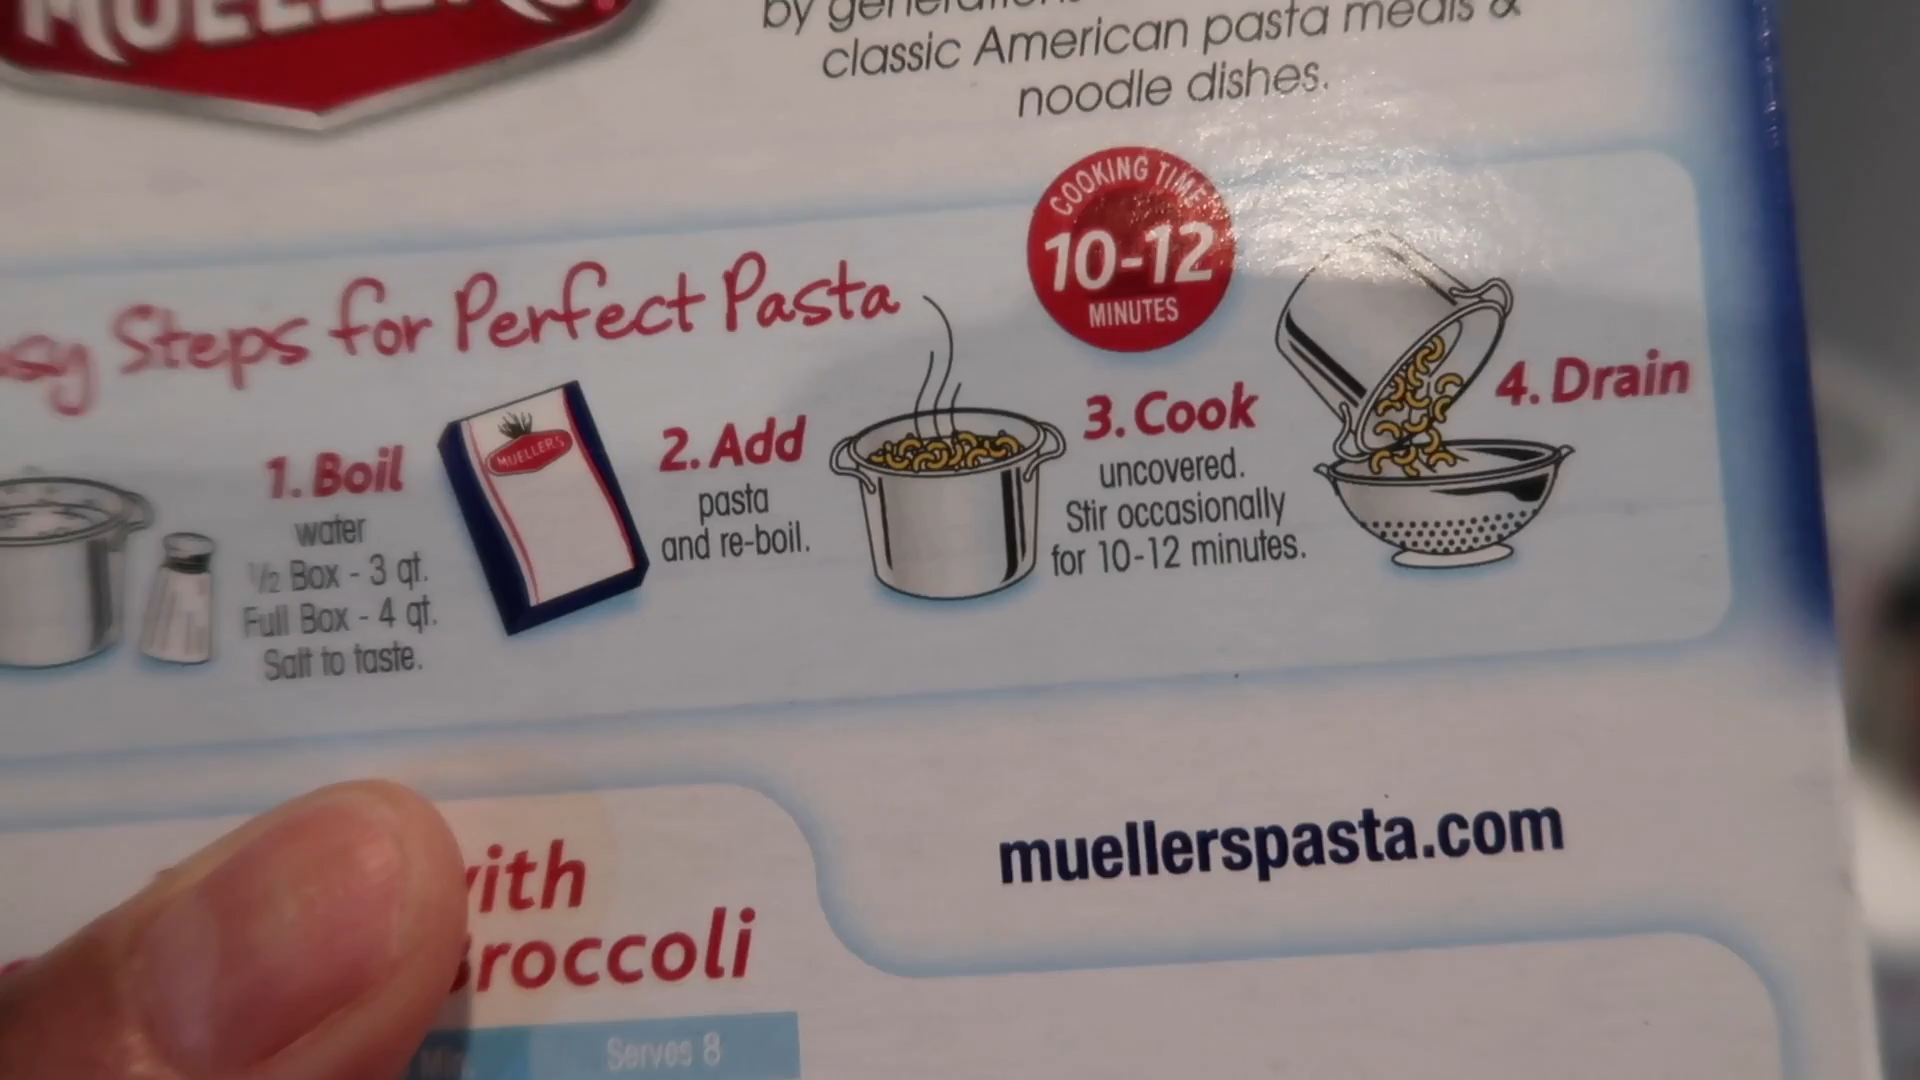 MUELLER'S
classic American pasta meals &
noodle dishes.
COOKING TIME
10-12
MINUTES
Steps for Perfect Pasta
1. Boil
water
1/2 Box - 3 qt.
Full Box - 4 qt.
Salt to taste.
MUELLER'S
2. Add
pasta
and re-boil.
3. Cook
uncovered.
Stir occasionally
for 10-12 minutes.
4. Drain
muellerspasta.com
Serves 8